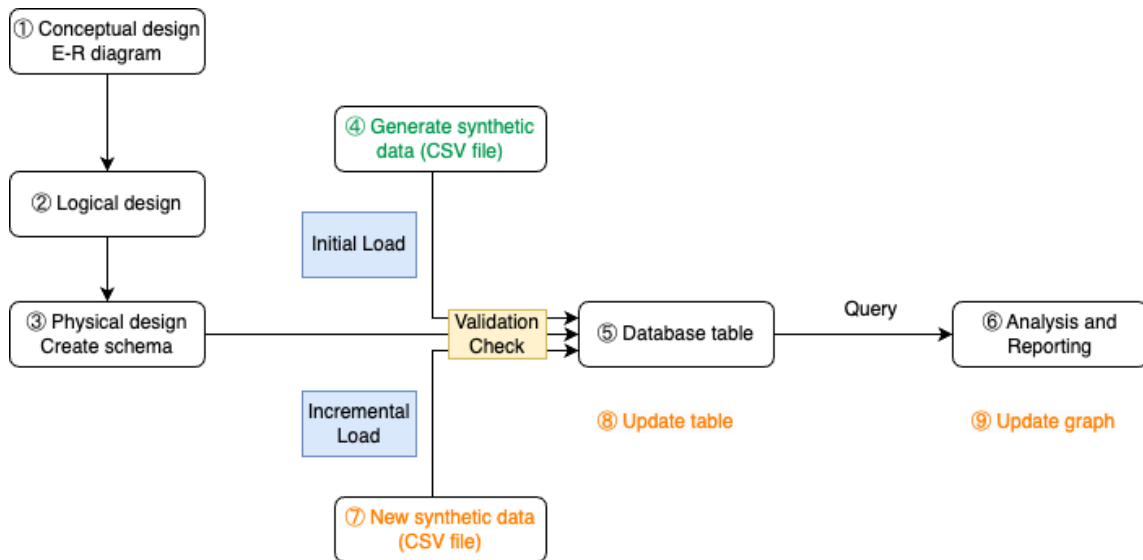 ① Conceptual design
E-R diagram
④ Generate synthetic
data (CSV file)
② Logical design
Initial Load
③ Physical design
Create schema
Validation
Check
⑤ Database table
Query
⑥ Analysis and
Reporting
Incremental
Load
⑧ Update table
⑨ Update graph
⑦ New synthetic data
(CSV file)